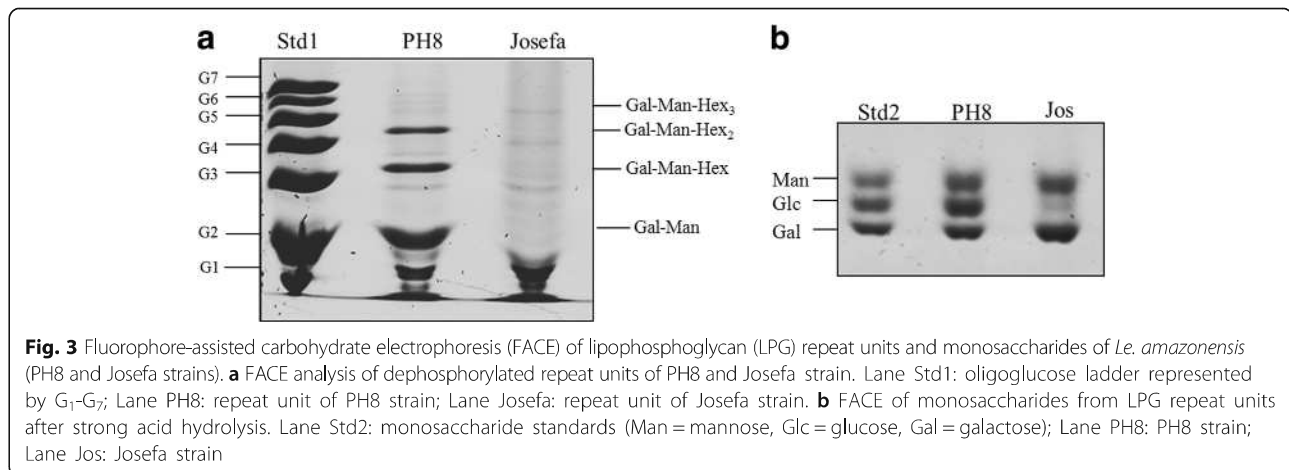 a
Std1 PH8 Josefa
G7
G6
G5
G4
G3
G2
G1
Gal-Man-Hex₃
Gal-Man-Hex₂
Gal-Man-Hex
Gal-Man
b
Std2 PH8 Jos
Man
Glc
Gal
Fig. 3 Fluorophore-assisted carbohydrate electrophoresis (FACE) of lipophosphoglycan (LPG) repeat units and monosaccharides of Le. amazonensis
(PH8 and Josefa strains). a FACE analysis of dephosphorylated repeat units of PH8 and Josefa strain. Lane Std1: oligoglucose ladder represented
by G₁-G₇; Lane PH8: repeat unit of PH8 strain; Lane Josefa: repeat unit of Josefa strain. b FACE of monosaccharides from LPG repeat units
after strong acid hydrolysis. Lane Std2: monosaccharide standards (Man = mannose, Glc = glucose, Gal = galactose); Lane PH8: PH8 strain;
Lane Jos: Josefa strain